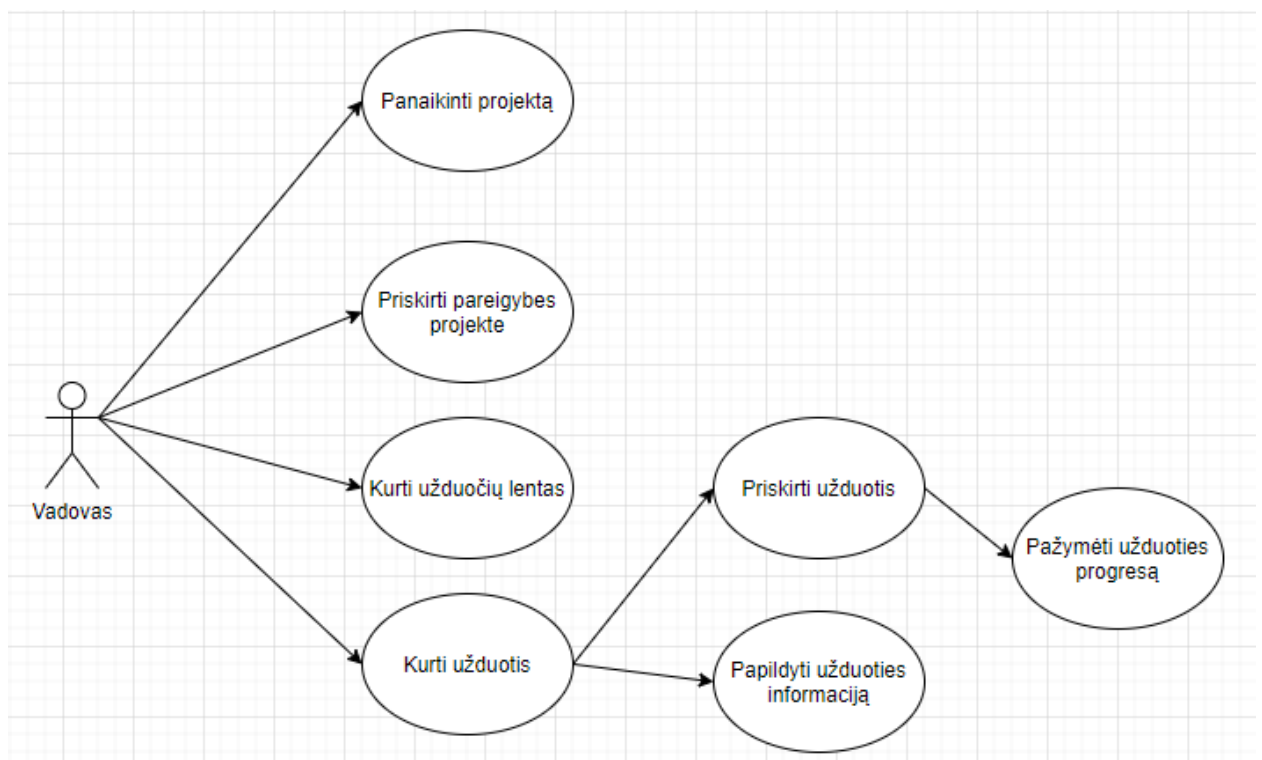 Panaikinti projektą
Priskirti pareigybes
projekte
Vadovas
Kurti užduočių lentas
Kurti užduotis
Priskirti užduotis
Papildyti užduoties
informaciją
Pažymėti užduoties
progresą